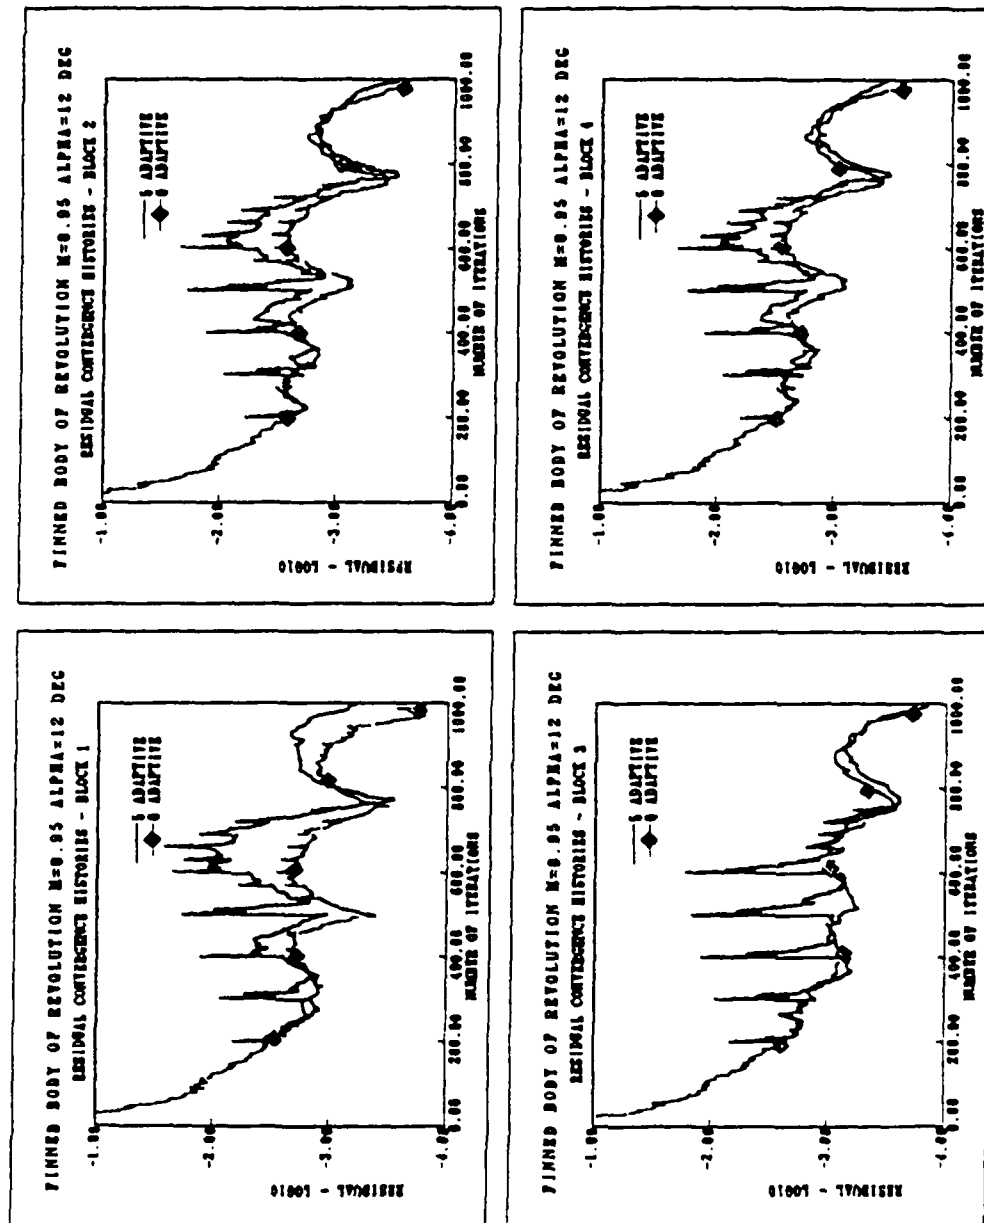 FINNED BODY OF REVOLUTION M=0.95 ALPHA=12 DEG
RESIDUAL CONVERGENCE HISTORIES - BLOCK 1
5 ADAPTIVE
0 ADAPTIVE
-1.00
-2.00
-3.00
-4.00
RESIDUAL - LOG10
0.00 200.00 400.00 600.00 800.00 1000.00
NUMBER OF ITERATIONS
FINNED BODY OF REVOLUTION M=0.95 ALPHA=12 DEG
RESIDUAL CONVERGENCE HISTORIES - BLOCK 2
5 ADAPTIVE
0 ADAPTIVE
-1.00
-2.00
-3.00
-4.00
RESIDUAL - LOG10
0.00 200.00 400.00 600.00 800.00 1000.00
NUMBER OF ITERATIONS
FINNED BODY OF REVOLUTION M=0.95 ALPHA=12 DEG
RESIDUAL CONVERGENCE HISTORIES - BLOCK 3
5 ADAPTIVE
0 ADAPTIVE
-1.00
-2.00
-3.00
-4.00
RESIDUAL - LOG10
0.00 200.00 400.00 600.00 800.00 1000.00
NUMBER OF ITERATIONS
FINNED BODY OF REVOLUTION M=0.95 ALPHA=12 DEG
RESIDUAL CONVERGENCE HISTORIES - BLOCK 4
5 ADAPTIVE
0 ADAPTIVE
-1.00
-2.00
-3.00
-4.00
RESIDUAL - LOG10
0.00 200.00 400.00 600.00 800.00 1000.00
NUMBER OF ITERATIONS